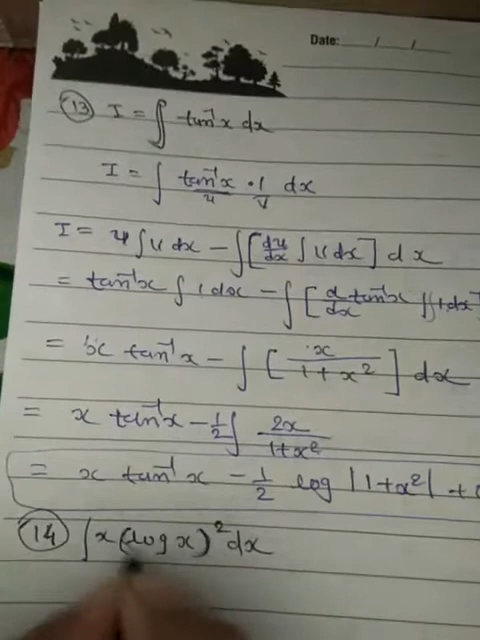 Date: / /
(13) I = ∫ tan⁻¹x dx
I = ∫ tan⁻¹x/u · 1/v dx
I = u∫v dx - ∫[du/dx ∫v dx] dx
= tan⁻¹x ∫1 dx - ∫[d/dx tan⁻¹x ∫1 dx
= x tan⁻¹x - ∫[x/1+x²] dx
= x tan⁻¹x - 1/2∫ 2x/1+x²
= x tan⁻¹x - 1/2 log |1+x²| +
(14) ∫x(log x)² dx